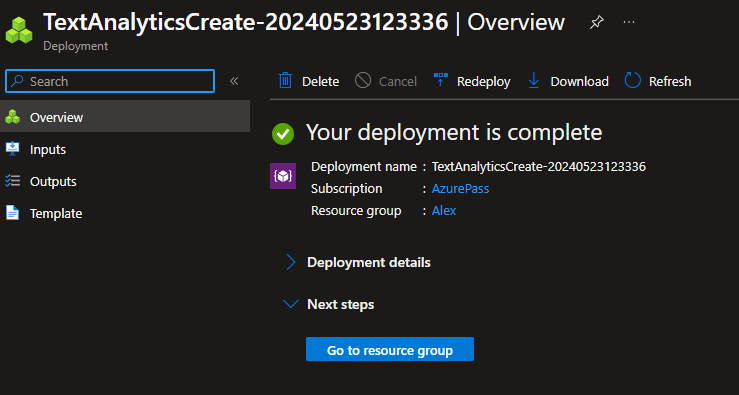 TextAnalyticsCreate-20240523123336 | Overview
Deployment
Search
Overview
Inputs
Outputs
Template
Delete
Cancel
Redeploy
Download
Refresh
Your deployment is complete
Deployment name : TextAnalyticsCreate-20240523123336
Subscription : AzurePass
Resource group : Alex
Deployment details
Next steps
Go to resource group